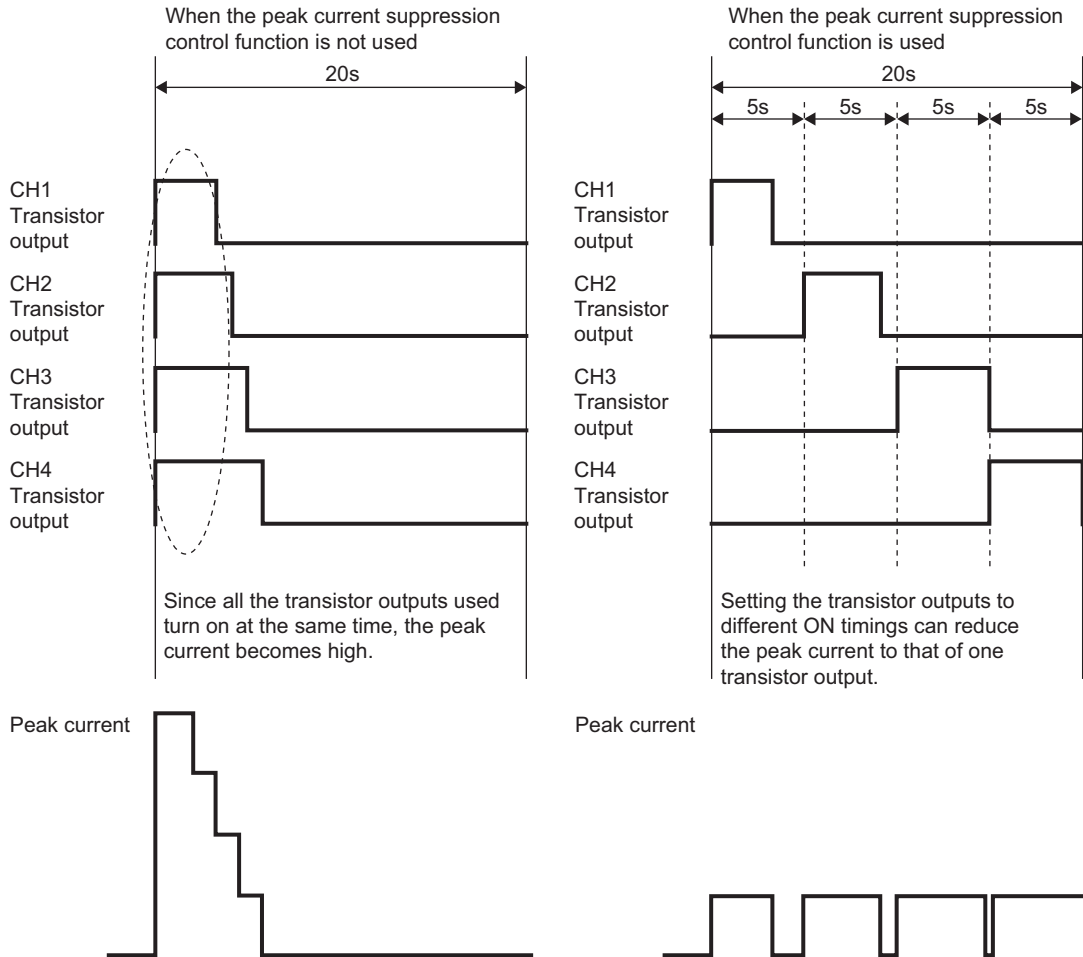 When the peak current suppression
control function is not used
20s
CH1
Transistor
output
CH2
Transistor
output
CH3
Transistor
output
CH4
Transistor
output
Since all the transistor outputs used
turn on at the same time, the peak
current becomes high.
Peak current
When the peak current suppression
control function is used
20s
5s 5s 5s 5s
CH1
Transistor
output
CH2
Transistor
output
CH3
Transistor
output
CH4
Transistor
output
Setting the transistor outputs to
different ON timings can reduce
the peak current to that of one
transistor output.
Peak current